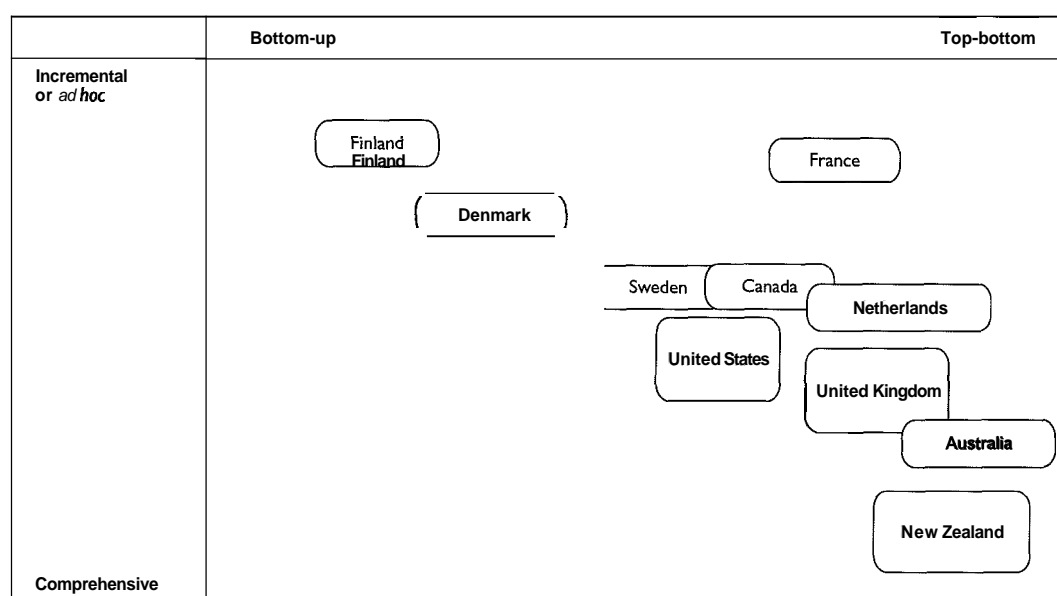 Bottom-up Top-bottom
Incremental
or ad hoc
Finland
Finland
France
Denmark
Sweden Canada
Netherlands
United States
United Kingdom
Australia
New Zealand
Comprehensive